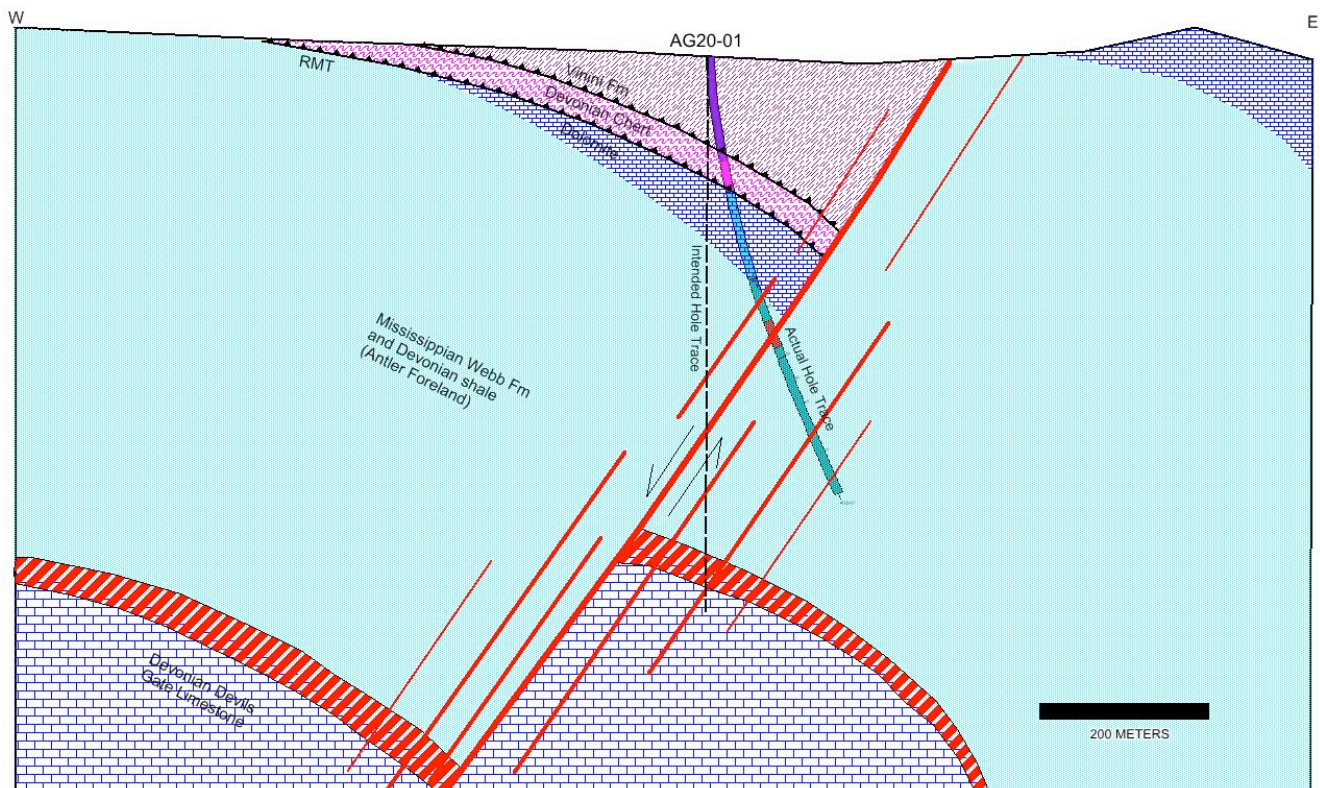 W
E
AG20-01
RMT
Vinini Fm
Devonian Chert
Dolomite
Intended Hole Trace
Actual Hole Trace
Mississippian Webb Fm
and Devonian shale
(Antler Foreland)
Devonian Devils
Gate Limestone
200 METERS